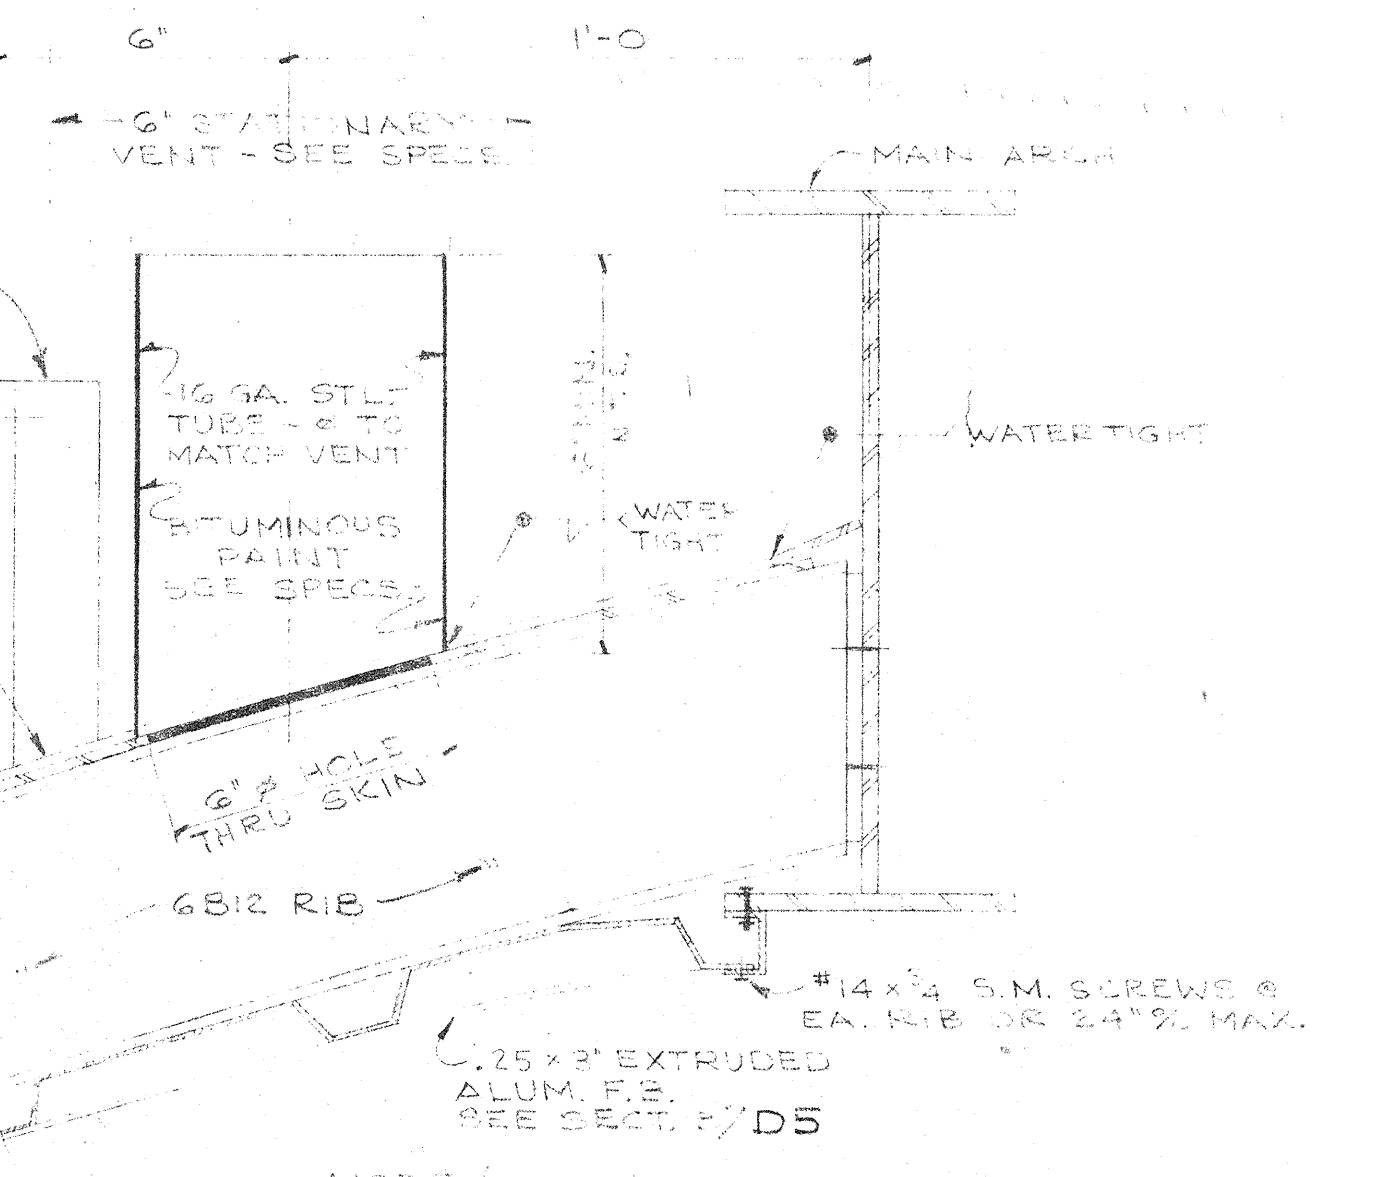 6" 1'-0
6" STATIONARY
VENT - SEE SPECS.
MAIN ARCH
16 GA. STL.
TUBE - ø TO
MATCH VENT
WATER TIGHT
WATER
TIGHT
BITUMINOUS
PAINT
SEE SPECS.
6" ø HOLE
THRU SKIN
6B12 RIB
#14 x 3/4 S.M. SCREWS @
EA. RIB OR 24" % MAX.
.25 x 3" EXTRUDED
ALUM. F.B.
SEE SECT. /D5